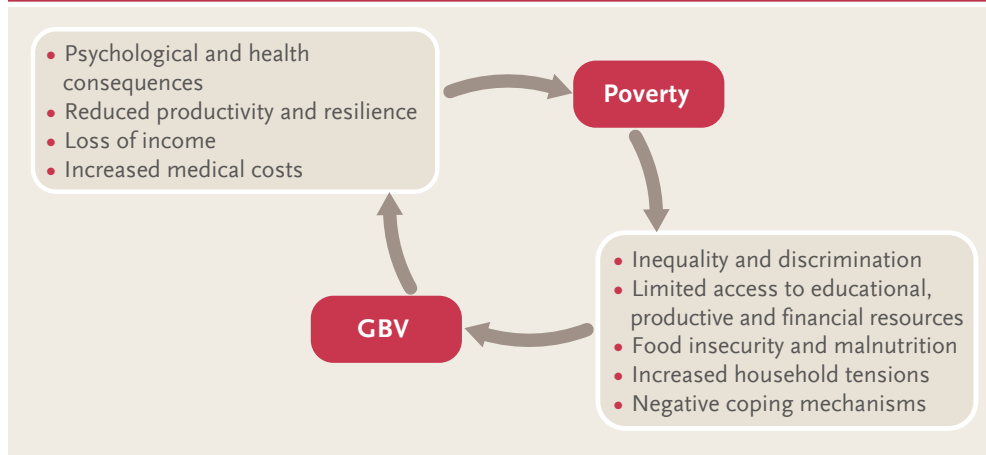 • Psychological and health
consequences
• Reduced productivity and resilience
• Loss of income
• Increased medical costs
Poverty
• Inequality and discrimination
• Limited access to educational,
productive and financial resources
• Food insecurity and malnutrition
• Increased household tensions
• Negative coping mechanisms
GBV